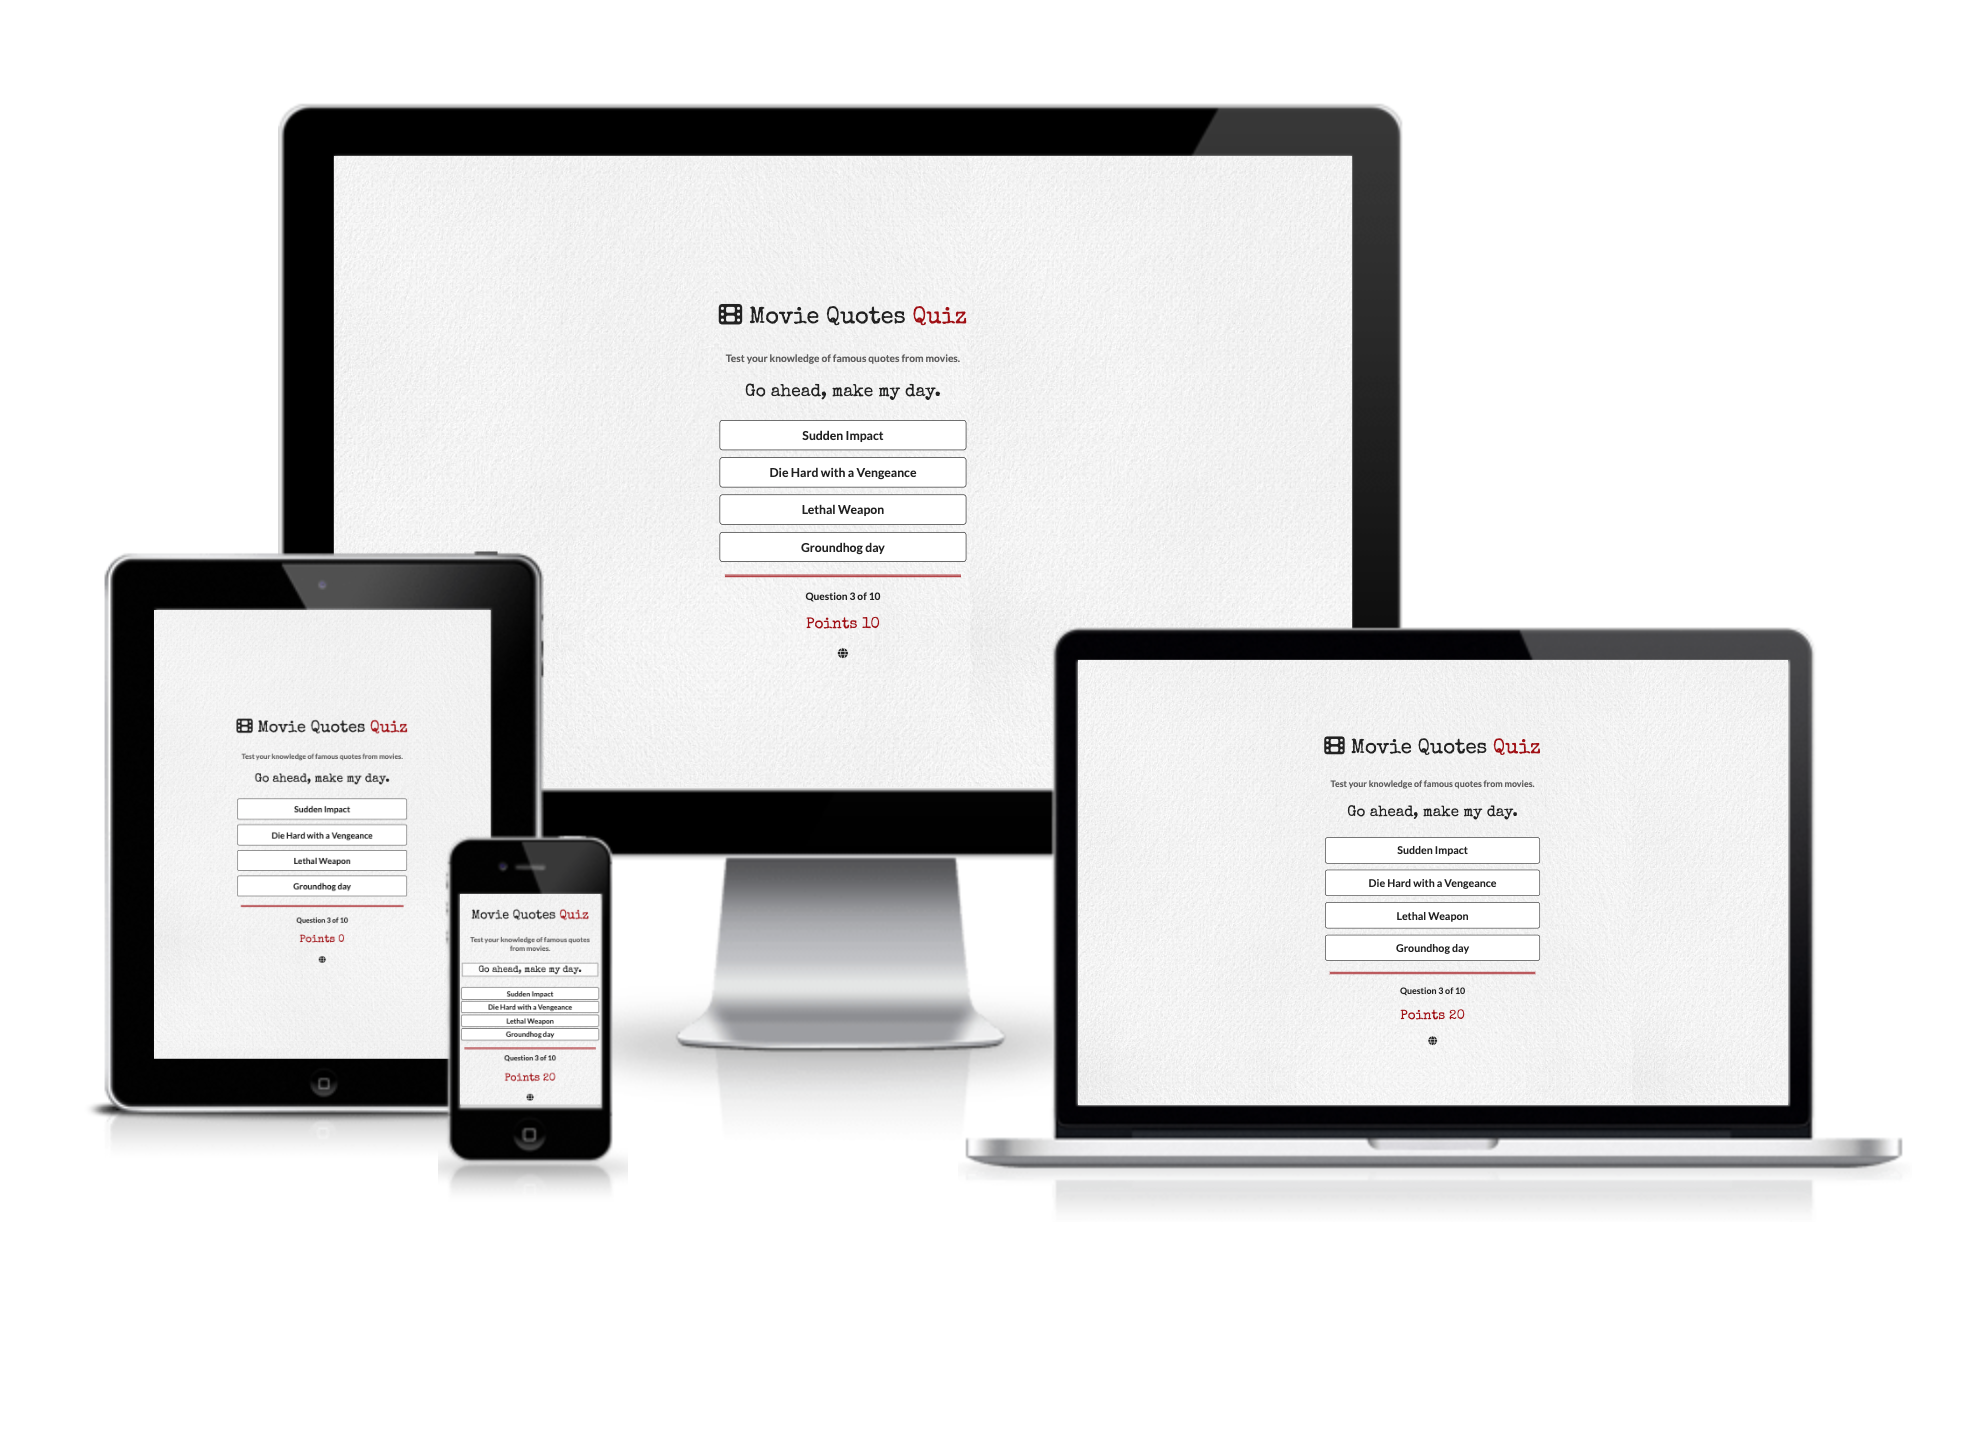 Movie Quotes Quiz
Test your knowledge of famous quotes from movies.
Go ahead, make my day.
Sudden Impact
Die Hard with a Vengeance
Lethal Weapon
Groundhog day
Question 3 of 10
Points 10
Movie Quotes Quiz
Test your knowledge of famous quotes from movies.
Go ahead, make my day.
Sudden Impact
Die Hard with a Vengeance
Lethal Weapon
Groundhog day
Question 3 of 10
Points 0
Movie Quotes Quiz
Test your knowledge of famous quotes
from movies.
Go ahead, make my day.
Sudden Impact
Die Hard with a Vengeance
Lethal Weapon
Groundhog day
Question 3 of 10
Points 20
Movie Quotes Quiz
Test your knowledge of famous quotes from movies.
Go ahead, make my day.
Sudden Impact
Die Hard with a Vengeance
Lethal Weapon
Groundhog day
Question 3 of 10
Points 20